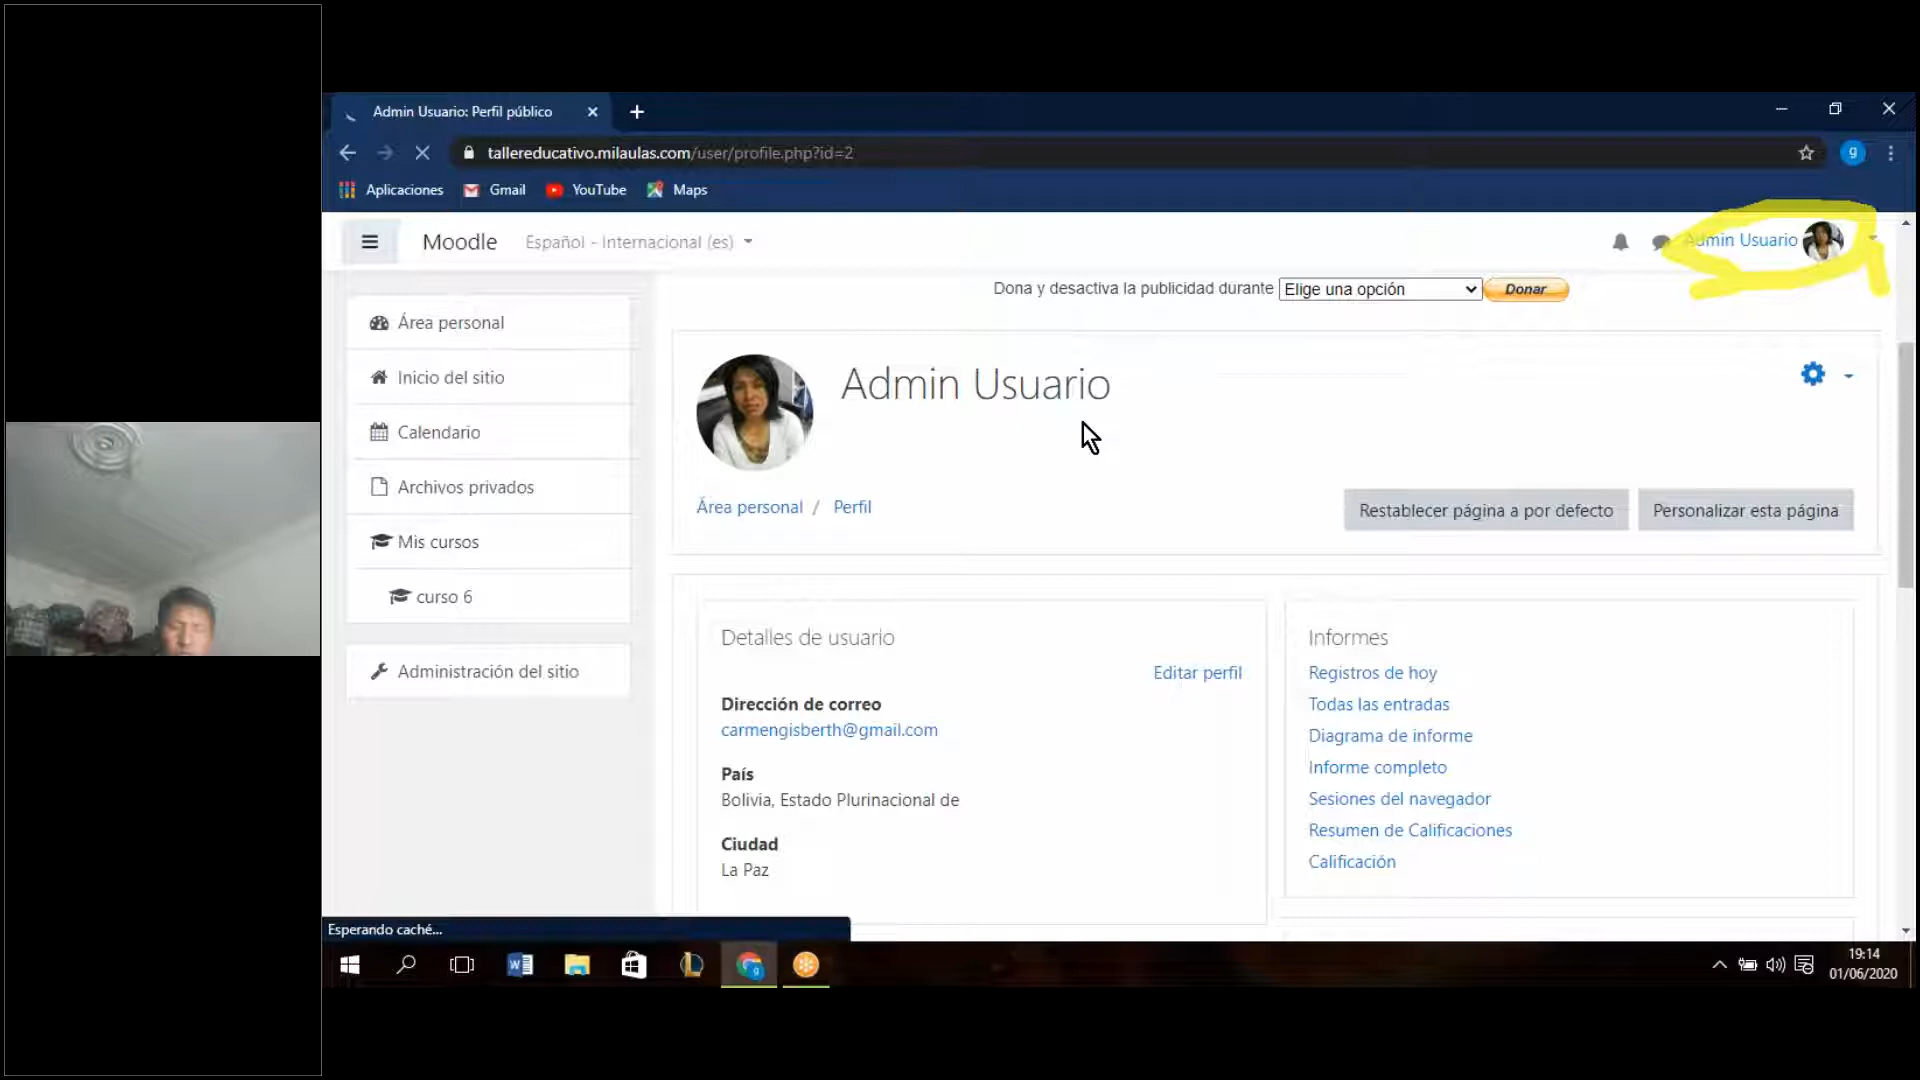 Admin Usuario: Perfil público
tallereducativo.milaulas.com/user/profile.php?id=2
g
Aplicaciones Gmail YouTube Maps
Moodle Español - Internacional (es) Admin Usuario
Dona y desactiva la publicidad durante Elige una opción Donar
Área personal
Inicio del sitio
Calendario
Archivos privados
Mis cursos
curso 6
Administración del sitio
Admin Usuario
Área personal / Perfil
Restablecer página a por defecto Personalizar esta página
Detalles de usuario
Editar perfil
Dirección de correo
carmengisberth@gmail.com
País
Bolivia, Estado Plurinacional de
Ciudad
La Paz
Informes
Registros de hoy
Todas las entradas
Diagrama de informe
Informe completo
Sesiones del navegador
Resumen de Calificaciones
Calificación
Esperando caché...
19:14
01/06/2020